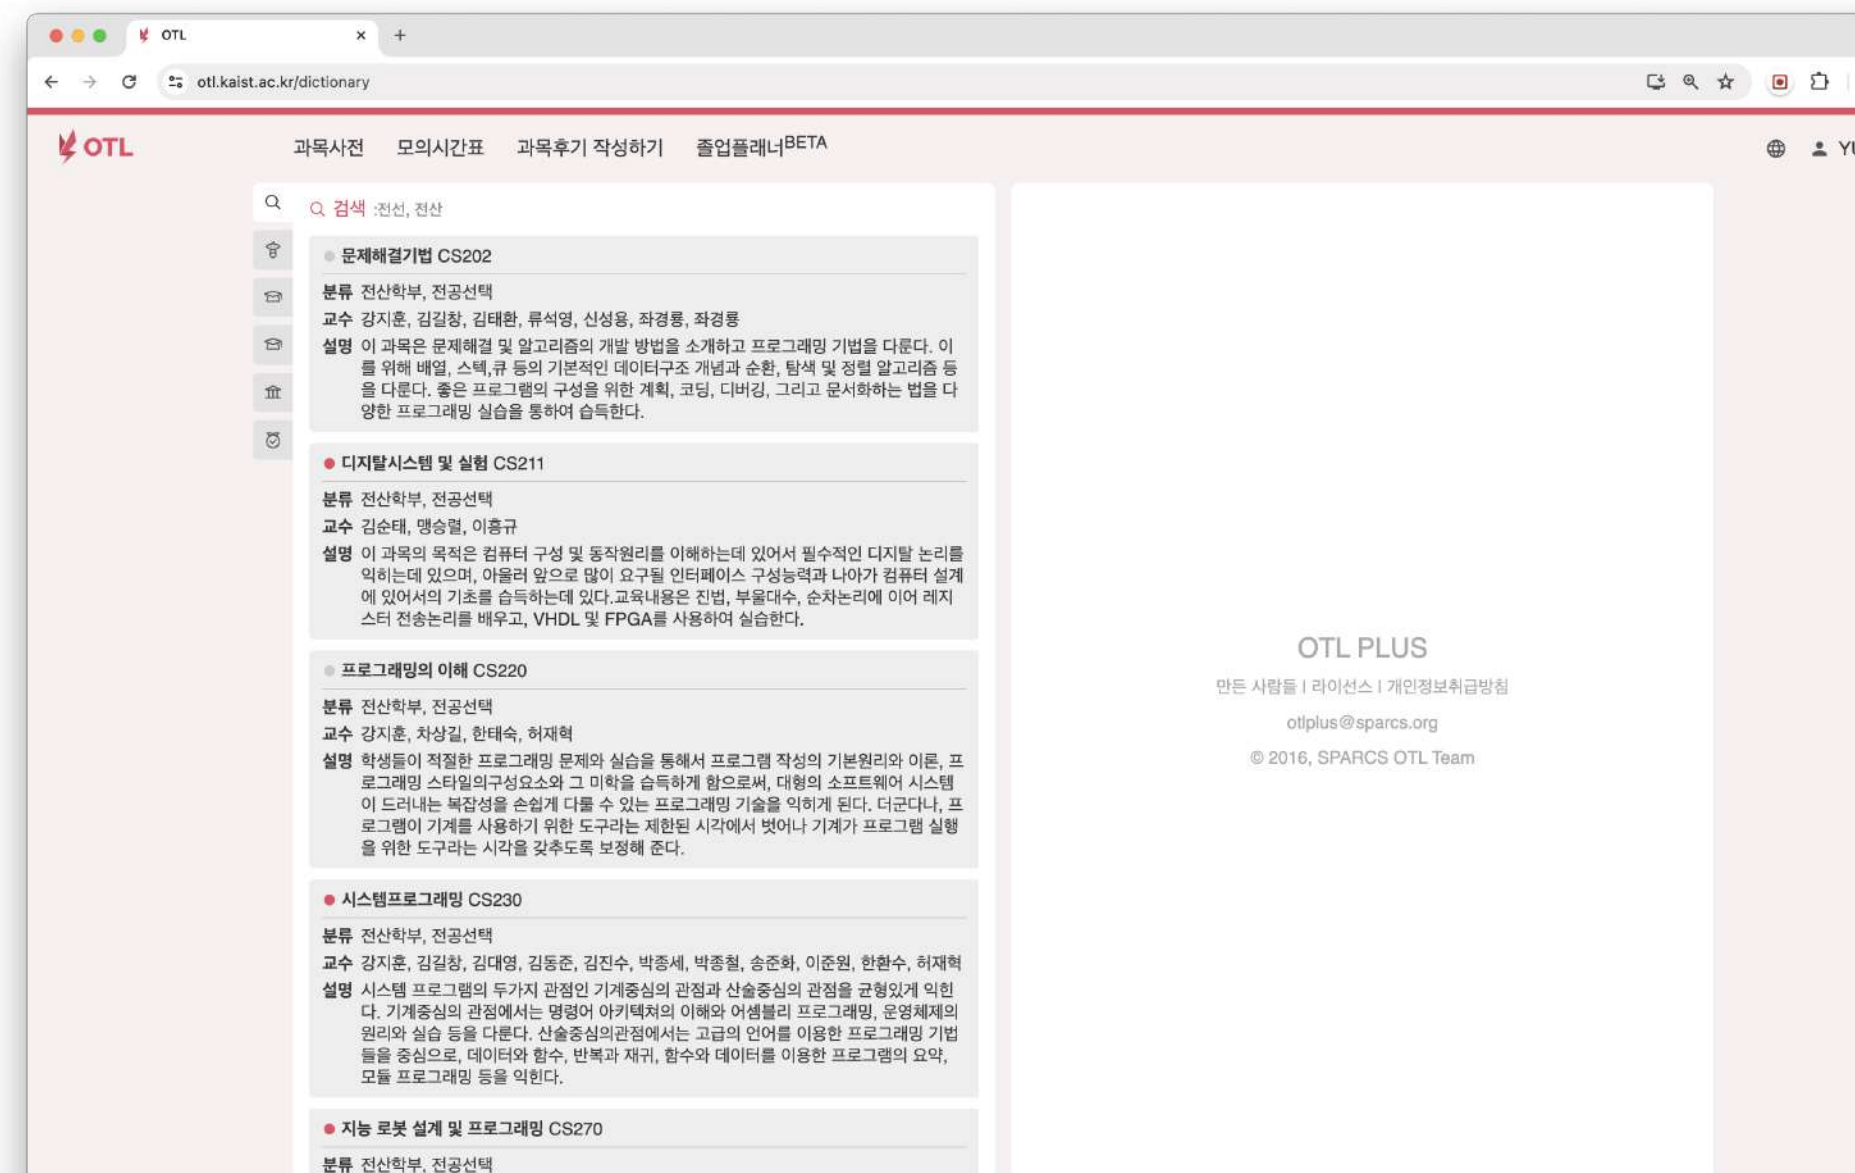 OTL
otl.kaist.ac.kr/dictionary
OTL
과목사전 모의시간표 과목후기 작성하기 졸업플래너BETA
YU
검색 :전선, 전산
문제해결기법 CS202
분류 전산학부, 전공선택
교수 강지훈, 김길창, 김태환, 류석영, 신성용, 좌경룡, 좌경룡
설명 이 과목은 문제해결 및 알고리즘의 개발 방법을 소개하고 프로그래밍 기법을 다룬다. 이
를 위해 배열, 스텍,큐 등의 기본적인 데이터구조 개념과 순환, 탐색 및 정렬 알고리즘 등
을 다룬다. 좋은 프로그램의 구성을 위한 계획, 코딩, 디버깅, 그리고 문서화하는 법을 다
양한 프로그래밍 실습을 통하여 습득한다.
디지탈시스템 및 실험 CS211
분류 전산학부, 전공선택
교수 김순태, 맹승렬, 이흥규
설명 이 과목의 목적은 컴퓨터 구성 및 동작원리를 이해하는데 있어서 필수적인 디지탈 논리를
익히는데 있으며, 아울러 앞으로 많이 요구될 인터페이스 구성능력과 나아가 컴퓨터 설계
에 있어서의 기초를 습득하는데 있다.교육내용은 진법, 부울대수, 순차논리에 이어 레지
스터 전송논리를 배우고, VHDL 및 FPGA를 사용하여 실습한다.
프로그래밍의 이해 CS220
분류 전산학부, 전공선택
교수 강지훈, 차상길, 한태숙, 허재혁
설명 학생들이 적절한 프로그래밍 문제와 실습을 통해서 프로그램 작성의 기본원리와 이론, 프
로그래밍 스타일의구성요소와 그 미학을 습득하게 함으로써, 대형의 소프트웨어 시스템
이 드러내는 복잡성을 손쉽게 다룰 수 있는 프로그래밍 기술을 익히게 된다. 더군다나, 프
로그램이 기계를 사용하기 위한 도구라는 제한된 시각에서 벗어나 기계가 프로그램 실행
을 위한 도구라는 시각을 갖추도록 보정해 준다.
시스템프로그래밍 CS230
분류 전산학부, 전공선택
교수 강지훈, 김길창, 김대영, 김동준, 김진수, 박종세, 박종철, 송준화, 이준원, 한환수, 허재혁
설명 시스템 프로그램의 두가지 관점인 기계중심의 관점과 산술중심의 관점을 균형있게 익힌
다. 기계중심의 관점에서는 명령어 아키텍쳐의 이해와 어셈블리 프로그래밍, 운영체제의
원리와 실습 등을 다룬다. 산술중심의관점에서는 고급의 언어를 이용한 프로그래밍 기법
들을 중심으로, 데이터와 함수, 반복과 재귀, 함수와 데이터를 이용한 프로그램의 요약,
모듈 프로그래밍 등을 익힌다.
지능 로봇 설계 및 프로그래밍 CS270
분류 전산학부, 전공선택
OTL PLUS
만든 사람들 | 라이선스 | 개인정보취급방침
otlplus@sparcs.org
© 2016, SPARCS OTL Team